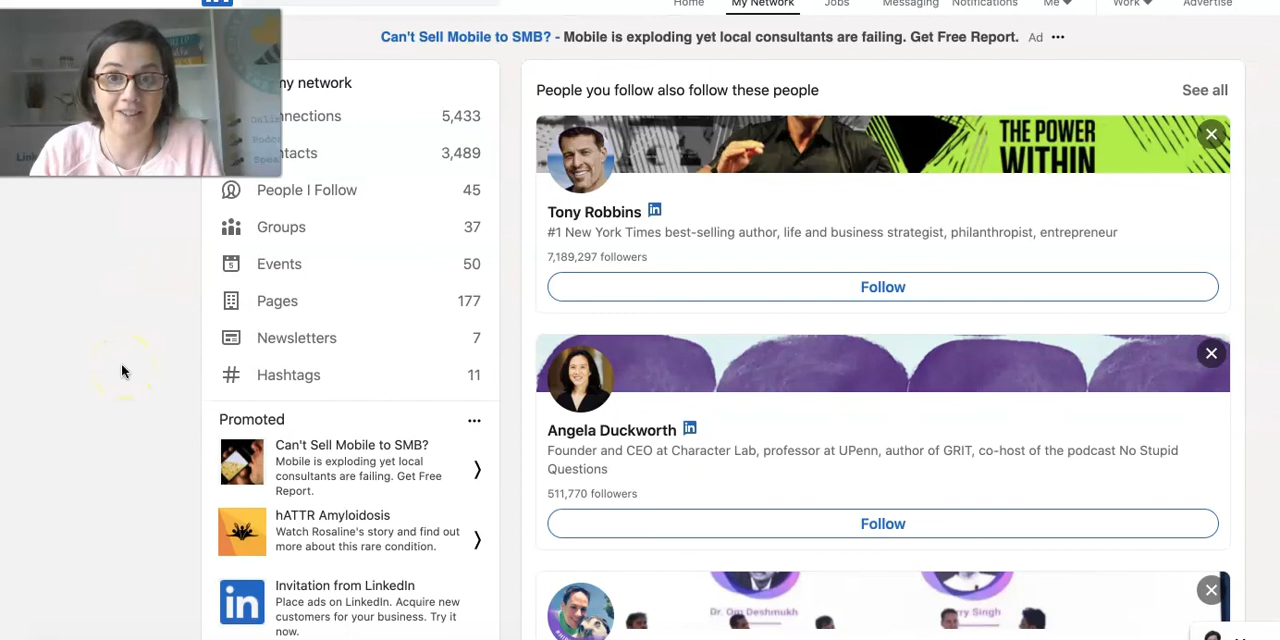 Home
My Network
Jobs
Messaging
Notifications
Me
Work
Advertise
Can't Sell Mobile to SMB? - Mobile is exploding yet local consultants are failing. Get Free Report. Ad
my network
nnections 5,433
tacts 3,489
People I Follow 45
Groups 37
Events 50
Pages 177
Newsletters 7
Hashtags 11
Promoted
Can't Sell Mobile to SMB?
Mobile is exploding yet local
consultants are failing. Get Free
Report.
hATTR Amyloidosis
Watch Rosaline's story and find out
more about this rare condition.
Invitation from LinkedIn
Place ads on LinkedIn. Acquire new
customers for your business. Try it
now.
People you follow also follow these people
See all
THE POWER
WITHIN
Tony Robbins
#1 New York Times best-selling author, life and business strategist, philanthropist, entrepreneur
7,189,297 followers
Follow
Angela Duckworth
Founder and CEO at Character Lab, professor at UPenn, author of GRIT, co-host of the podcast No Stupid
Questions
511,770 followers
Follow
Dr. Om Deshmukh
rry Singh